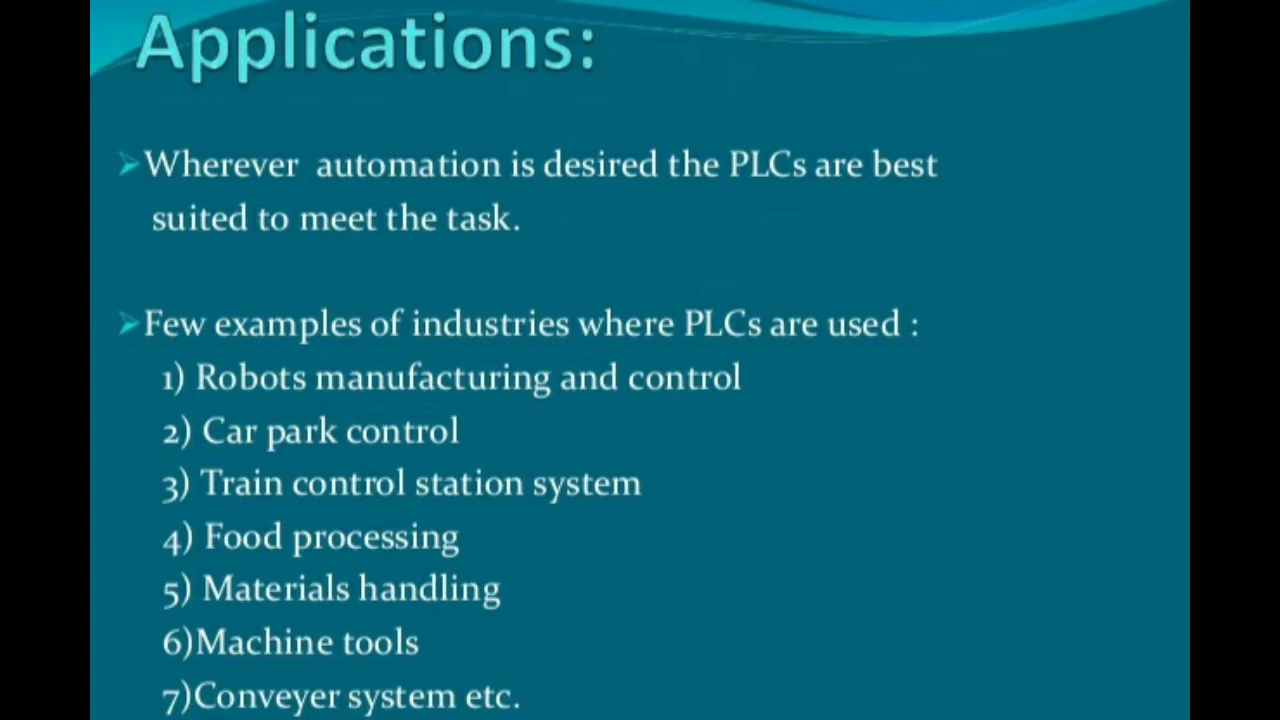 Applications:
Wherever automation is desired the PLCs are best
suited to meet the task.
Few examples of industries where PLCs are used :
1) Robots manufacturing and control
2) Car park control
3) Train control station system
4) Food processing
5) Materials handling
6)Machine tools
7)Conveyer system etc.